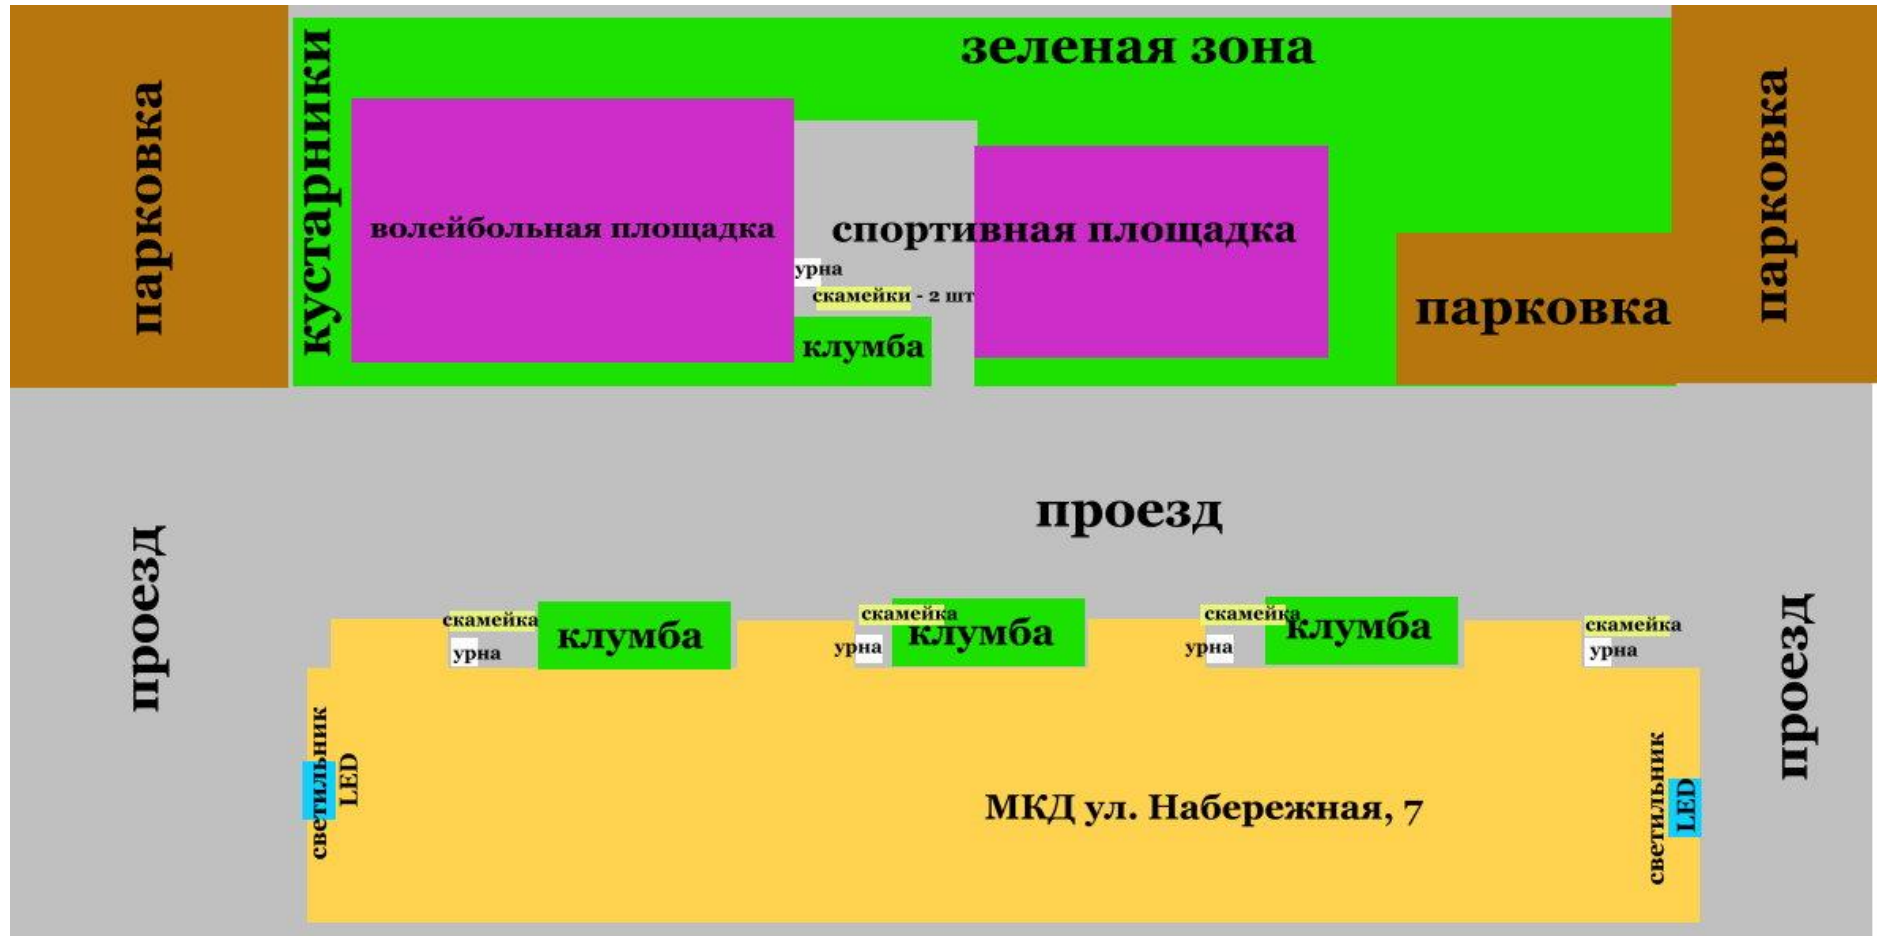 зеленая зона
кустарники
парковка
парковка
волейбольная площадка
спортивная площадка
урна
скамейки - 2 шт
клумба
парковка
проезд
проезд
проезд
скамейка
урна
клумба
скамейка
урна
клумба
скамейка
урна
клумба
скамейка
урна
светильник
LED
МКД ул. Набережная, 7
светильник
LED